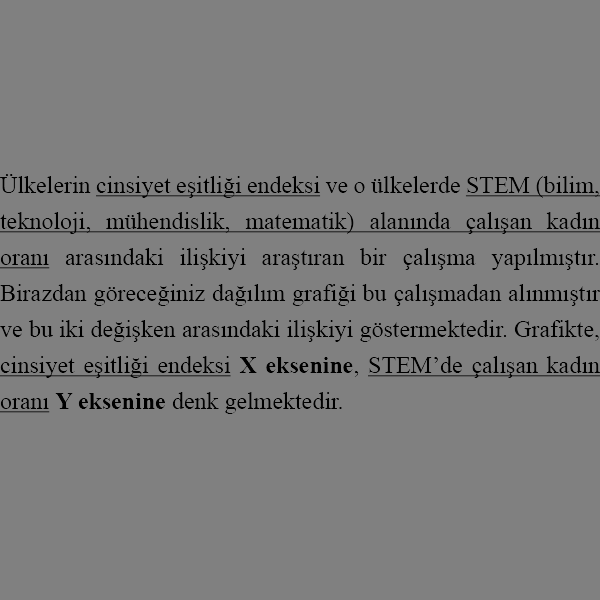 Ülkelerin cinsiyet eşitliği endeksi ve o ülkelerde STEM (bilim,
teknoloji, mühendislik, matematik) alanında çalışan kadın
oranı arasındaki ilişkiyi araştıran bir çalışma yapılmıştır.
Birazdan göreceğiniz dağılım grafiği bu çalışmadan alınmıştır
ve bu iki değişken arasındaki ilişkiyi göstermektedir. Grafikte,
cinsiyet eşitliği endeksi X eksenine, STEM’de çalışan kadın
oranı Y eksenine denk gelmektedir.